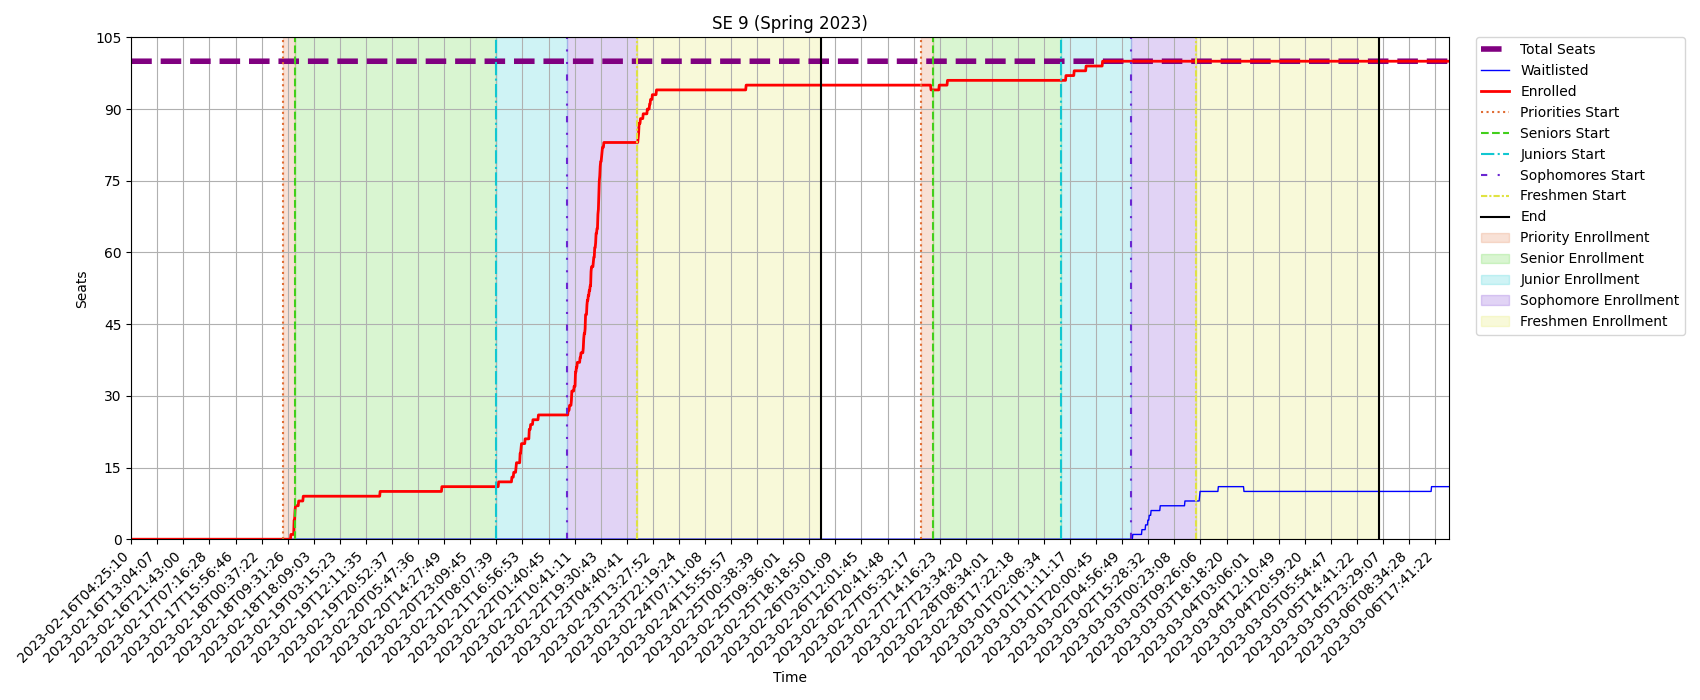 SE 9 (Spring 2023)
105
90
75
60
45
30
15
0
Seats
2023-02-16T04:25:10
2023-02-16T13:04:07
2023-02-16T21:43:00
2023-02-17T07:16:28
2023-02-17T15:56:46
2023-02-18T00:37:22
2023-02-18T09:31:26
2023-02-18T18:09:03
2023-02-19T03:15:23
2023-02-19T12:11:35
2023-02-19T20:52:37
2023-02-20T05:47:36
2023-02-20T14:27:49
2023-02-20T23:09:45
2023-02-21T08:07:39
2023-02-21T16:56:53
2023-02-22T01:40:45
2023-02-22T10:41:11
2023-02-22T19:30:43
2023-02-23T04:40:41
2023-02-23T13:27:52
2023-02-23T22:19:24
2023-02-24T07:11:08
2023-02-24T15:55:57
2023-02-25T00:38:39
2023-02-25T09:36:01
2023-02-25T18:18:50
2023-02-26T03:01:09
2023-02-26T12:01:45
2023-02-26T20:41:48
2023-02-27T05:32:17
2023-02-27T14:16:23
2023-02-27T23:34:20
2023-02-28T08:34:01
2023-02-28T17:22:18
2023-03-01T02:08:34
2023-03-01T11:11:17
2023-03-01T20:00:45
2023-03-02T04:56:49
2023-03-02T15:28:32
2023-03-03T00:23:08
2023-03-03T09:26:06
2023-03-03T18:18:20
2023-03-04T03:06:01
2023-03-04T12:10:49
2023-03-04T20:59:20
2023-03-05T05:54:47
2023-03-05T14:41:22
2023-03-05T23:29:07
2023-03-06T08:34:28
2023-03-06T17:41:22
Time
Total Seats
Waitlisted
Enrolled
Priorities Start
Seniors Start
Juniors Start
Sophomores Start
Freshmen Start
End
Priority Enrollment
Senior Enrollment
Junior Enrollment
Sophomore Enrollment
Freshmen Enrollment